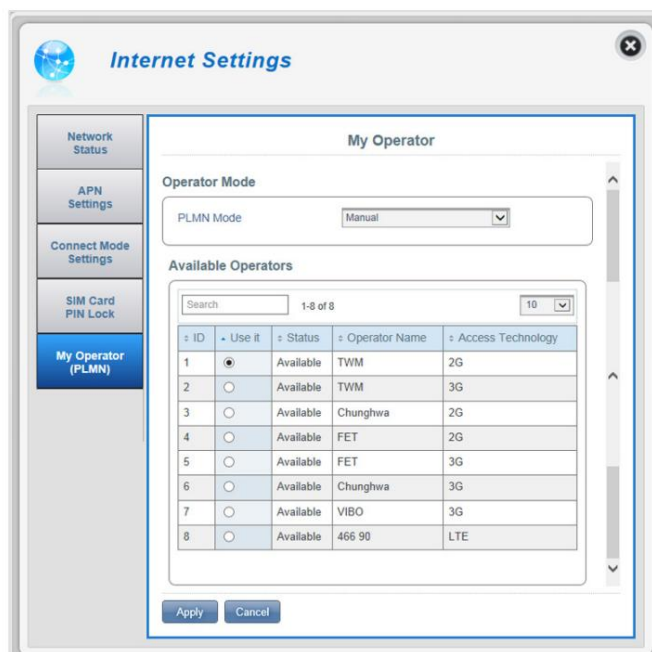 Internet Settings
Network
Status
APN
Settings
Connect Mode
Settings
SIM Card
PIN Lock
My Operator
(PLMN)
My Operator
Operator Mode
PLMN Mode Manual
Available Operators
Search 1-8 of 8 10
ID Use it Status Operator Name Access Technology
1 Available TWM 2G
2 Available TWM 3G
3 Available Chunghwa 2G
4 Available FET 2G
5 Available FET 3G
6 Available Chunghwa 3G
7 Available VIBO 3G
8 Available 466 90 LTE
Apply Cancel